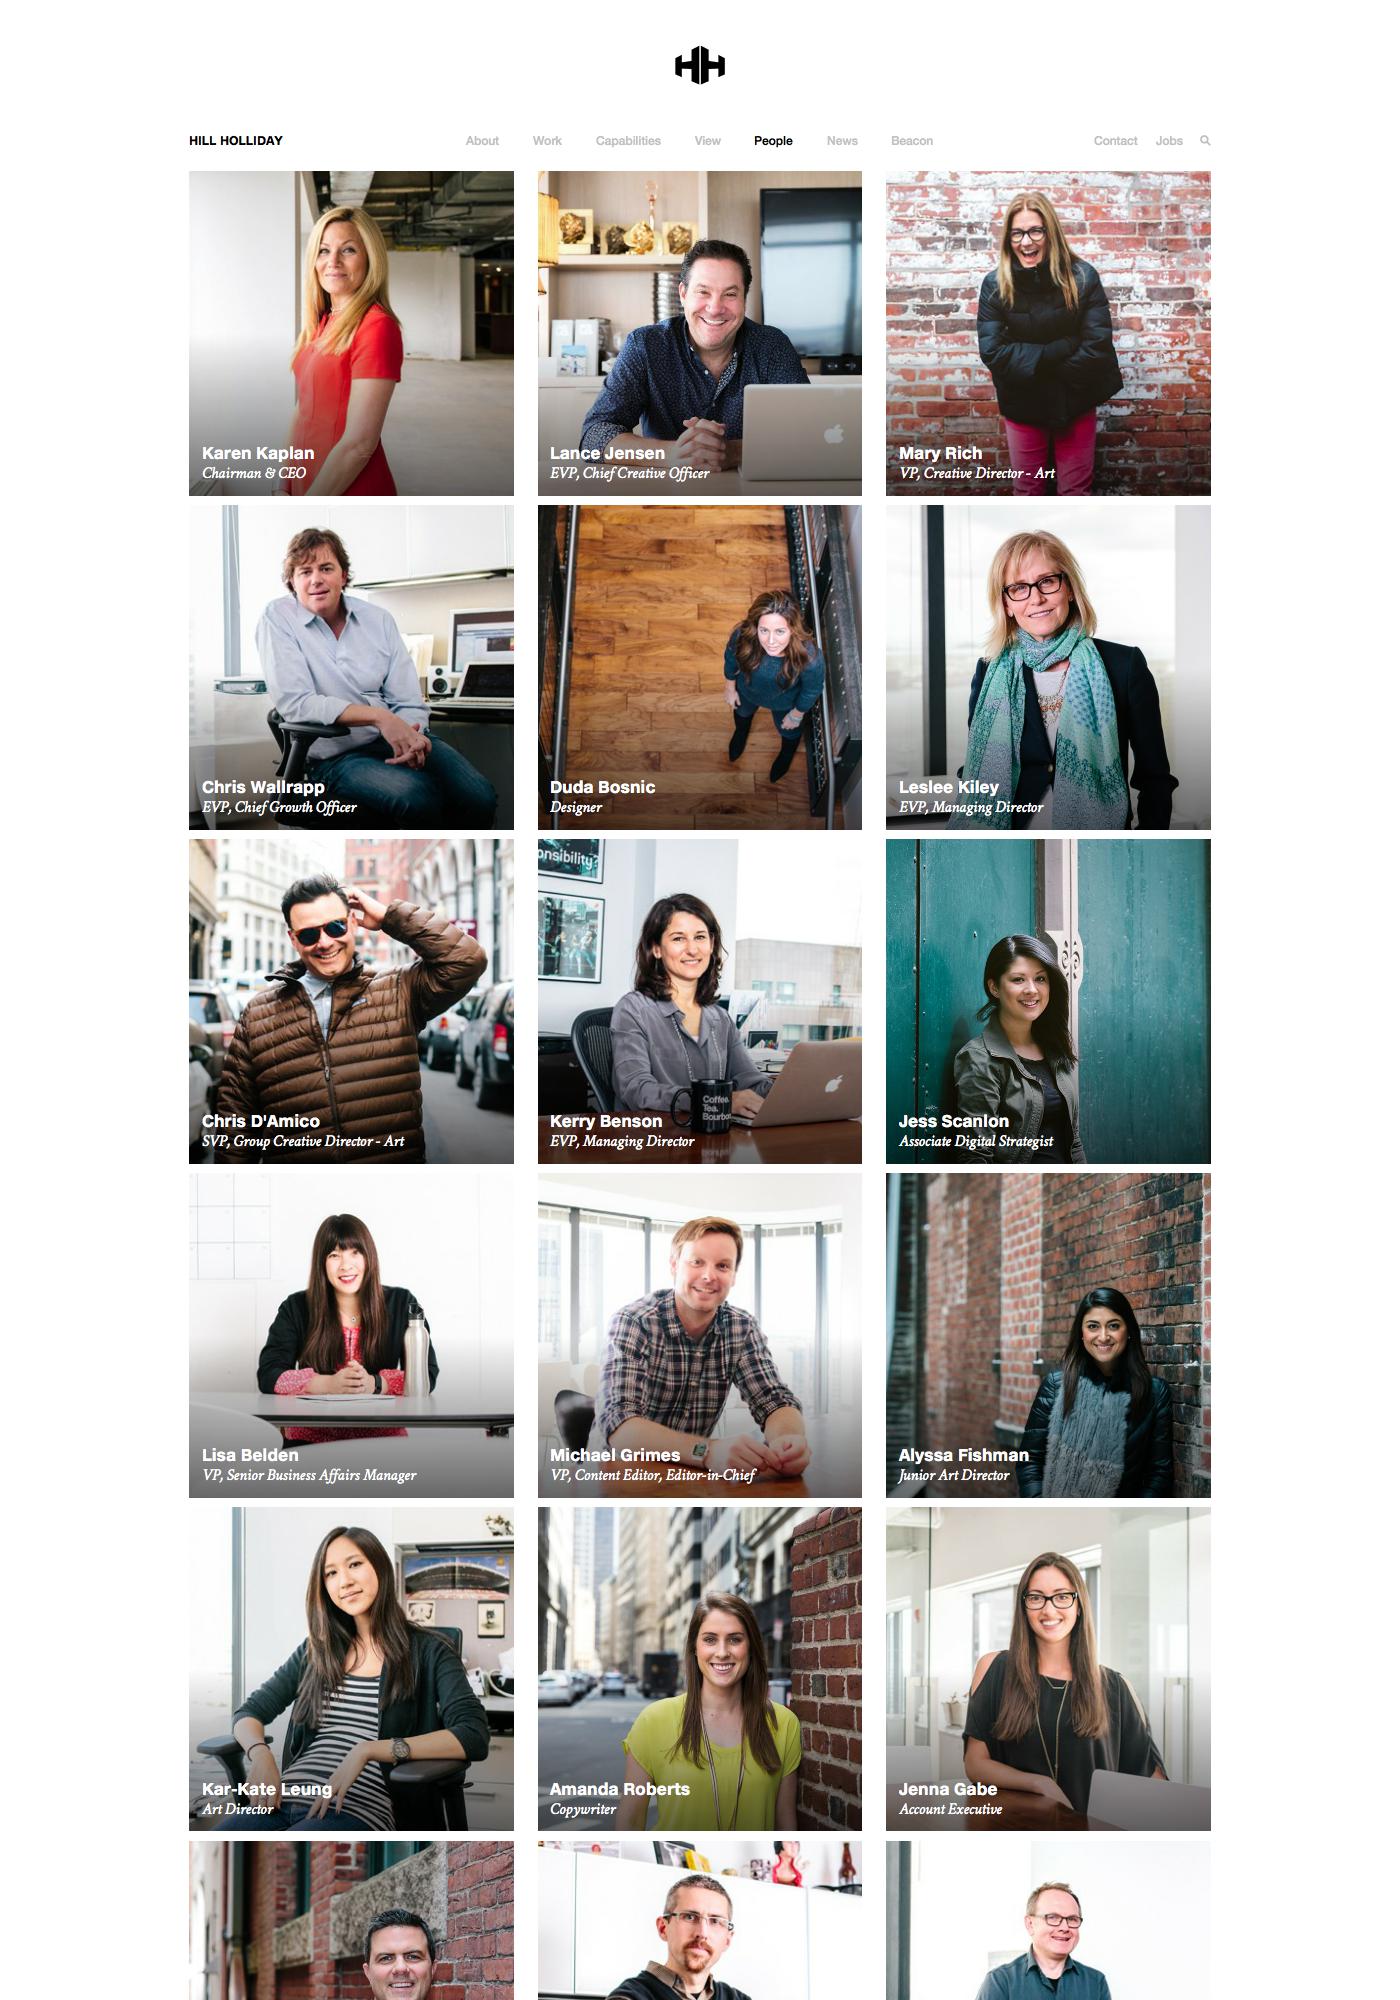 HILL HOLLIDAY About Work Capabilities View People News Beacon Contact Jobs
Karen Kaplan
Chairman & CEO
Lance Jensen
EVP, Chief Creative Officer
Mary Rich
VP, Creative Director - Art
Chris Wallrapp
EVP, Chief Growth Officer
Duda Bosnic
Designer
Leslee Kiley
EVP, Managing Director
onsibility?
Chris D'Amico
SVP, Group Creative Director - Art
Coffee.
Tea.
Bourbon
Kerry Benson
EVP, Managing Director
Jess Scanlon
Associate Digital Strategist
Lisa Belden
VP, Senior Business Affairs Manager
Michael Grimes
VP, Content Editor, Editor-in-Chief
Alyssa Fishman
Junior Art Director
Kar-Kate Leung
Art Director
Amanda Roberts
Copywriter
Jenna Gabe
Account Executive